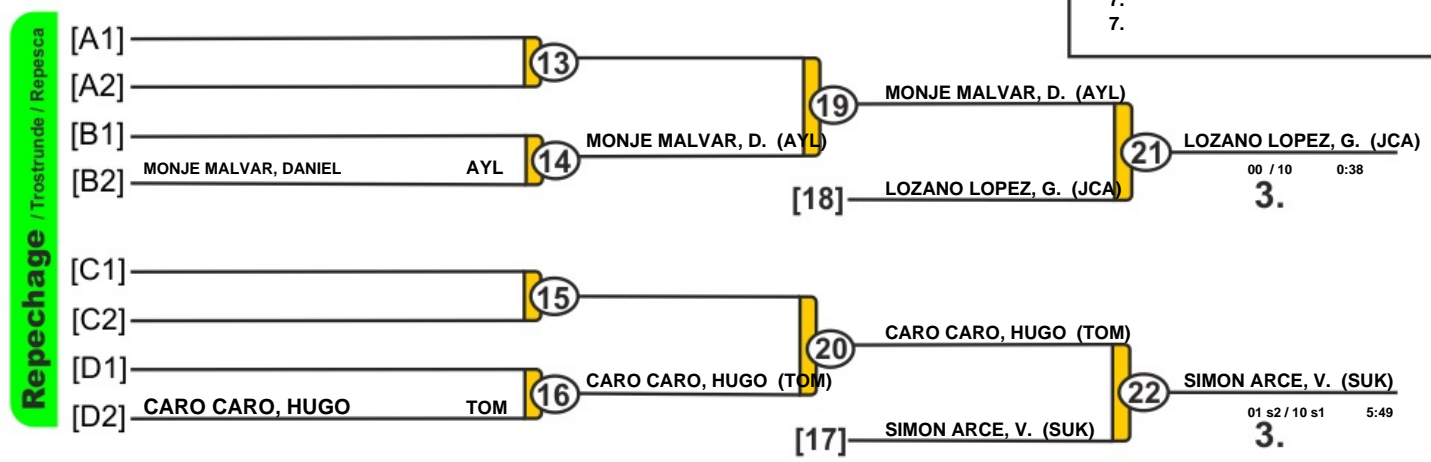 7.
7.
Repechage / Trostrunde / Repesca
[A1]
13
[A2]
19
MONJE MALVAR, D. (AYL)
[B1]
MONJE MALVAR, D. (AYL)
21
LOZANO LOPEZ, G. (JCA)
14
MONJE MALVAR, DANIEL AYL
00 / 10 0:38
[B2]
[18]
LOZANO LOPEZ, G. (JCA)
3.
[C1]
15
[C2]
20
CARO CARO, HUGO (TOM)
[D1]
CARO CARO, HUGO (TOM)
22
SIMON ARCE, V. (SUK)
16
[D2]
CARO CARO, HUGO TOM
01 s2 / 10 s1 5:49
[17]
SIMON ARCE, V. (SUK)
3.